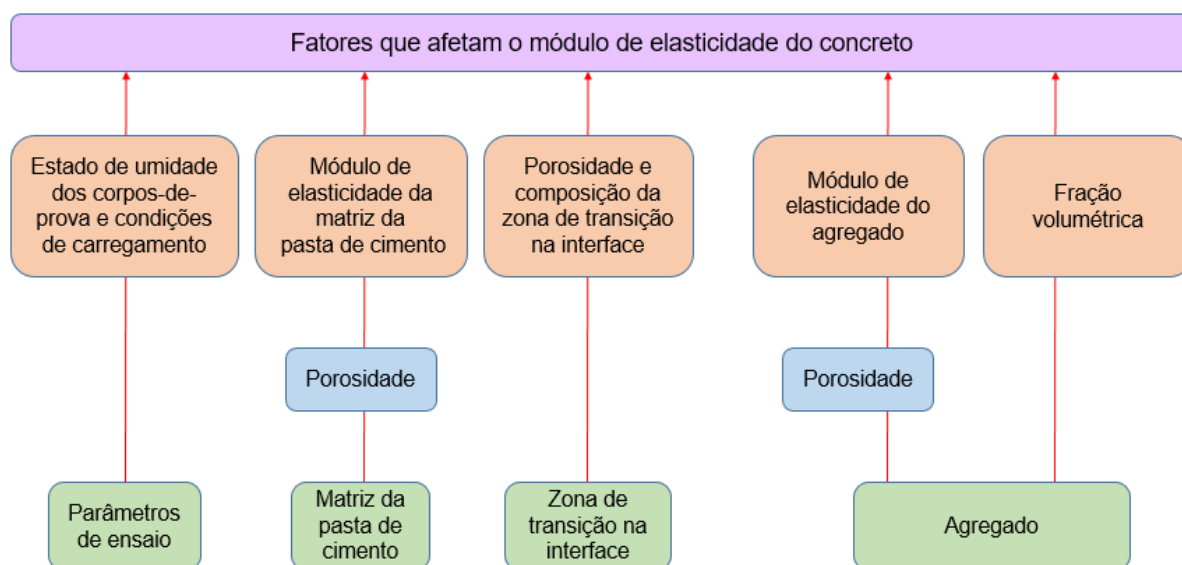 Fatores que afetam o módulo de elasticidade do concreto
Estado de umidade
dos corpos-de-
prova e condições
de carregamento
Módulo de
elasticidade da
matriz da
pasta de cimento
Porosidade e
composição da
zona de transição
na interface
Módulo de
elasticidade do
agregado
Fração
volumétrica
Porosidade
Porosidade
Parâmetros
de ensaio
Matriz da
pasta de
cimento
Zona de
transição na
interface
Agregado